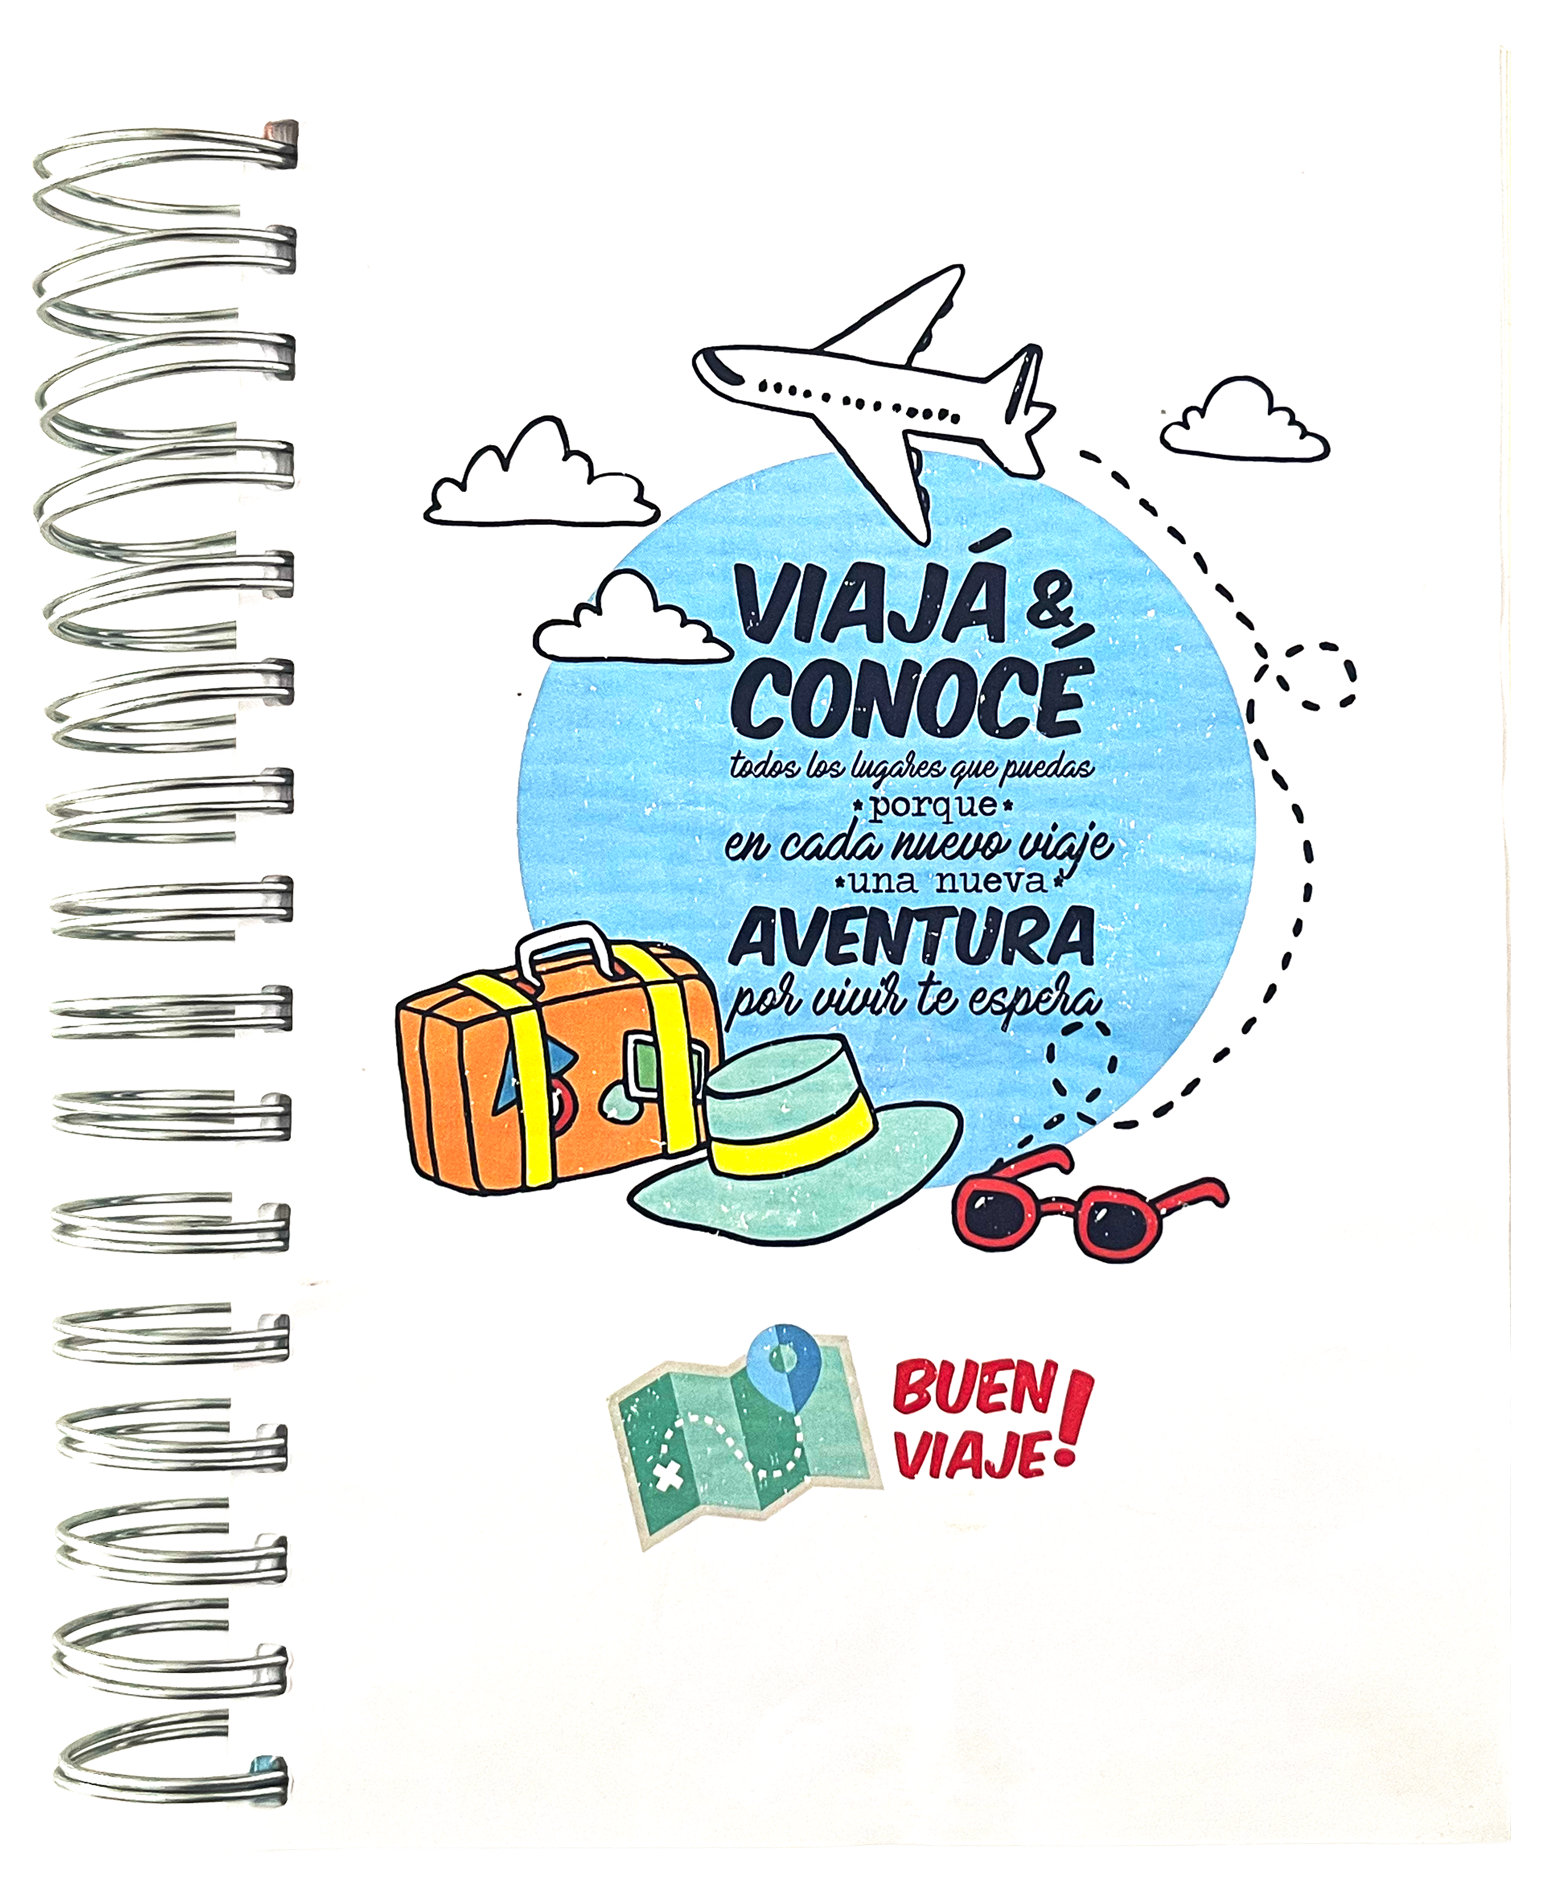 VIAJÁ &
CONOCÉ
todos los lugares que puedas
*porque*
en cada nuevo viaje
*una nueva*
AVENTURA
por vivir te espera
BUEN
VIAJE!